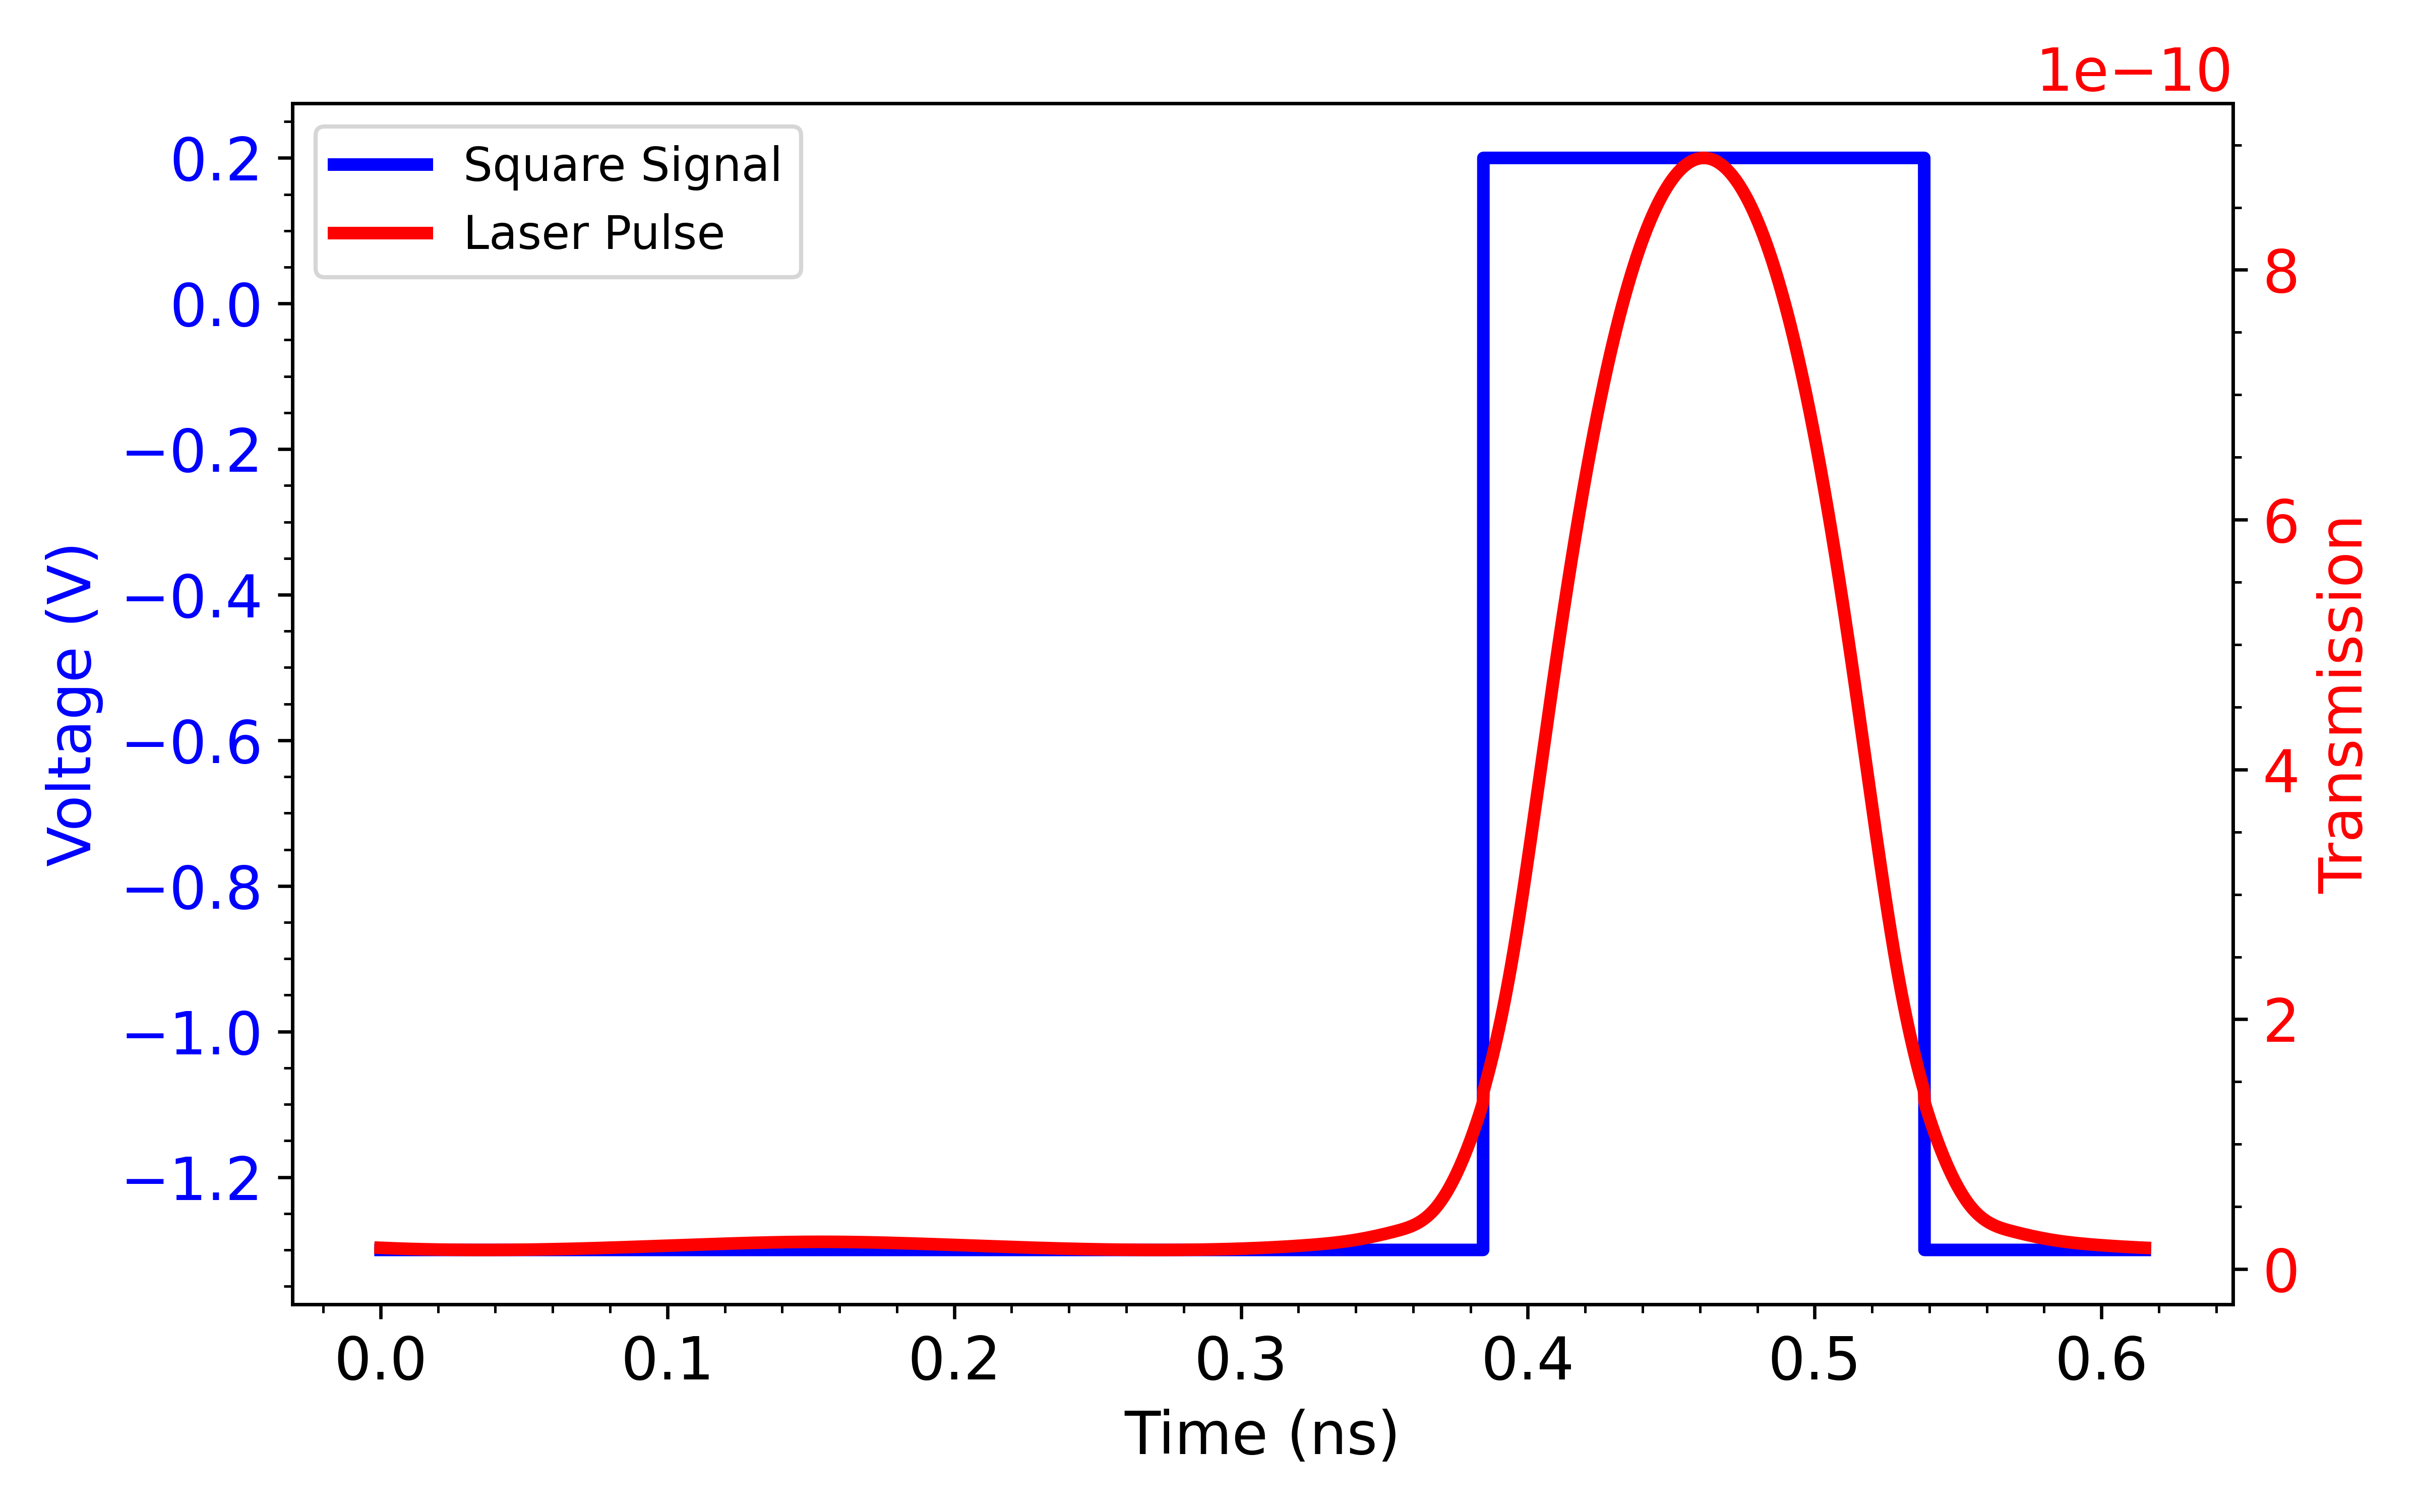 1e−10
Square Signal
Laser Pulse
Voltage (V)
0.2
0.0
−0.2
−0.4
−0.6
−0.8
−1.0
−1.2
8
6
4
2
0
Transmission
0.0 0.1 0.2 0.3 0.4 0.5 0.6
Time (ns)